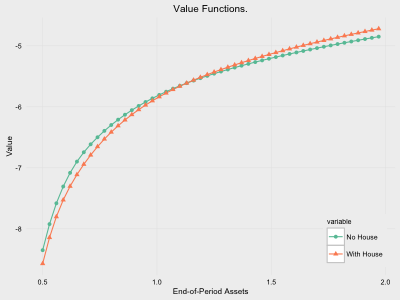 Value Functions.
-5
-6
-7
-8
Value
0.5
1.0
1.5
2.0
End-of-Period Assets
variable
No House
With House